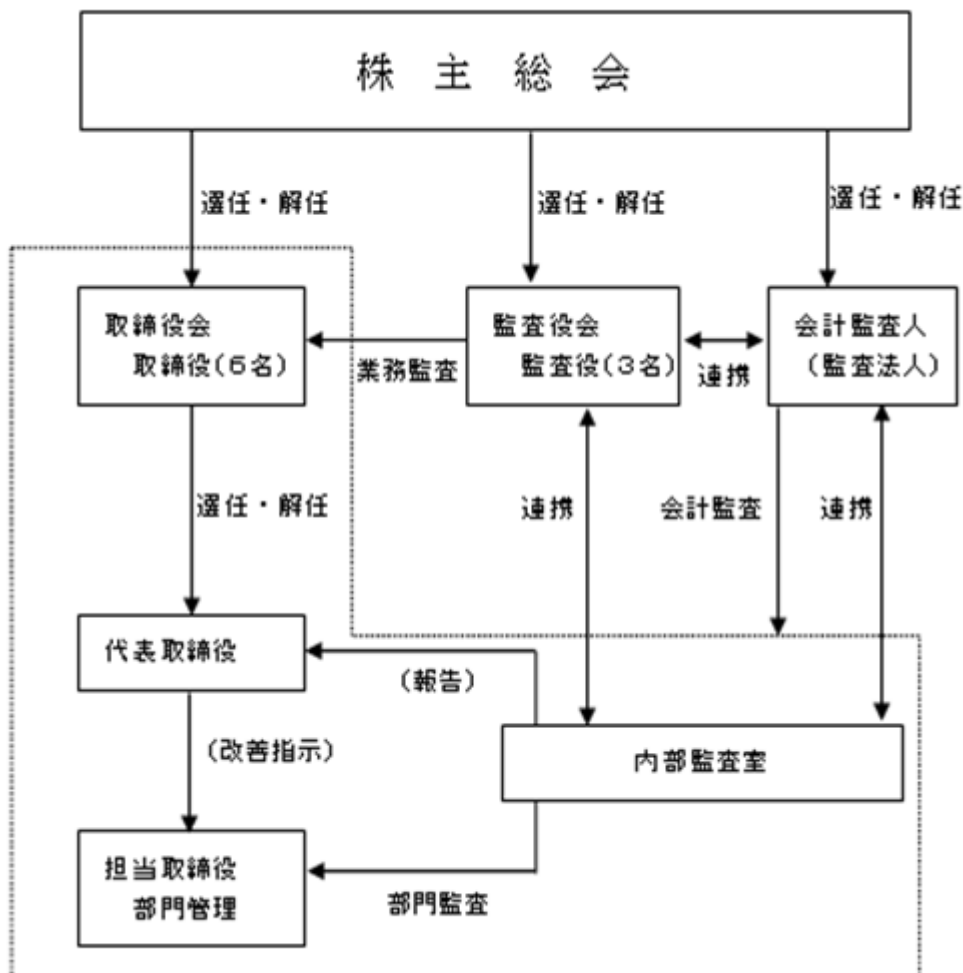 株主総会
選任・解任
選任・解任
選任・解任
取締役会
取締役(6名)
業務監査
監査役会
監査役(3名)
連携
会計監査人
(監査法人)
選任・解任
連携
会計監査
連携
代表取締役
(報告)
(改善指示)
内部監査室
担当取締役
部門管理
部門監査